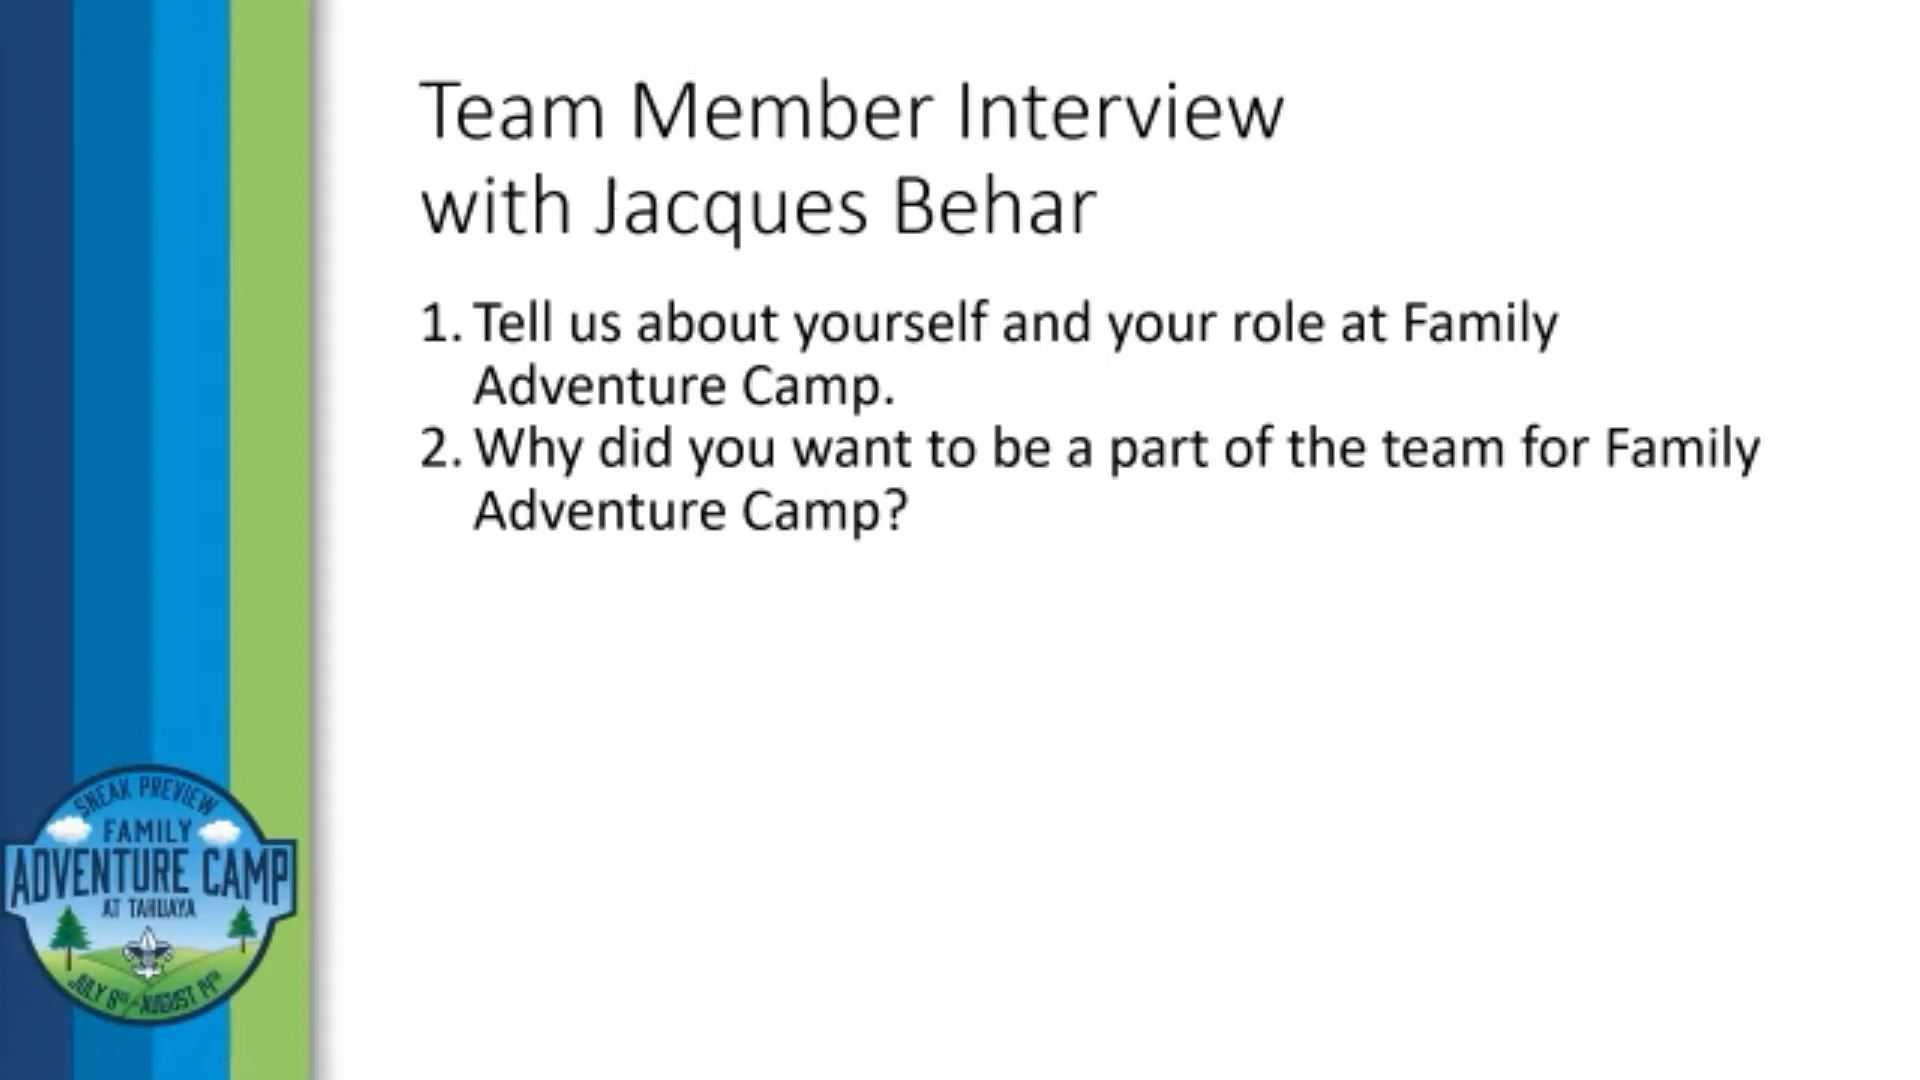 Team Member Interview
with Jacques Behar
1. Tell us about yourself and your role at Family
Adventure Camp.
2. Why did you want to be a part of the team for Family
Adventure Camp?
SNEAK PREVIEW
FAMILY
ADVENTURE CAMP
AT TAHUAYA
JULY 8TH - AUGUST 14TH